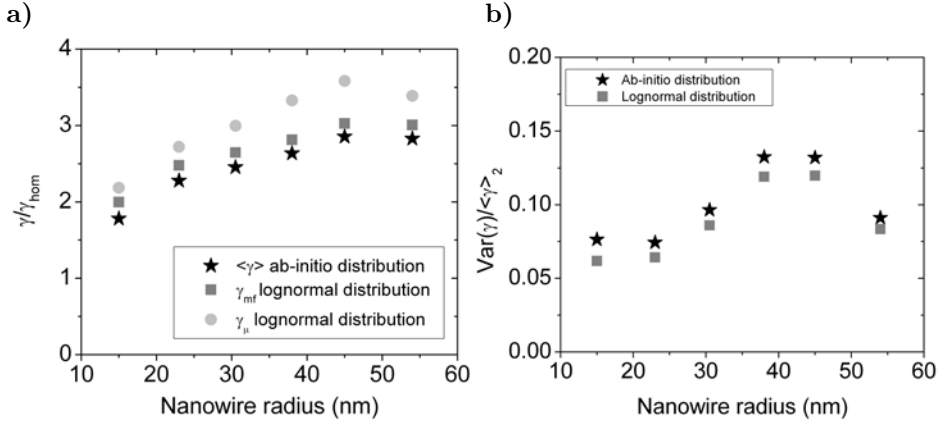 a)
4
3
2
1
0
γ/γhom
<γ> ab-initio distribution
γmf lognormal distribution
γμ lognormal distribution
10 20 30 40 50 60
Nanowire radius (nm)
b)
0.20
0.15
0.10
0.05
0.00
Var(γ)/<γ>2
Ab-initio distribution
Lognormal distribution
10 20 30 40 50 60
Nanowire radius (nm)